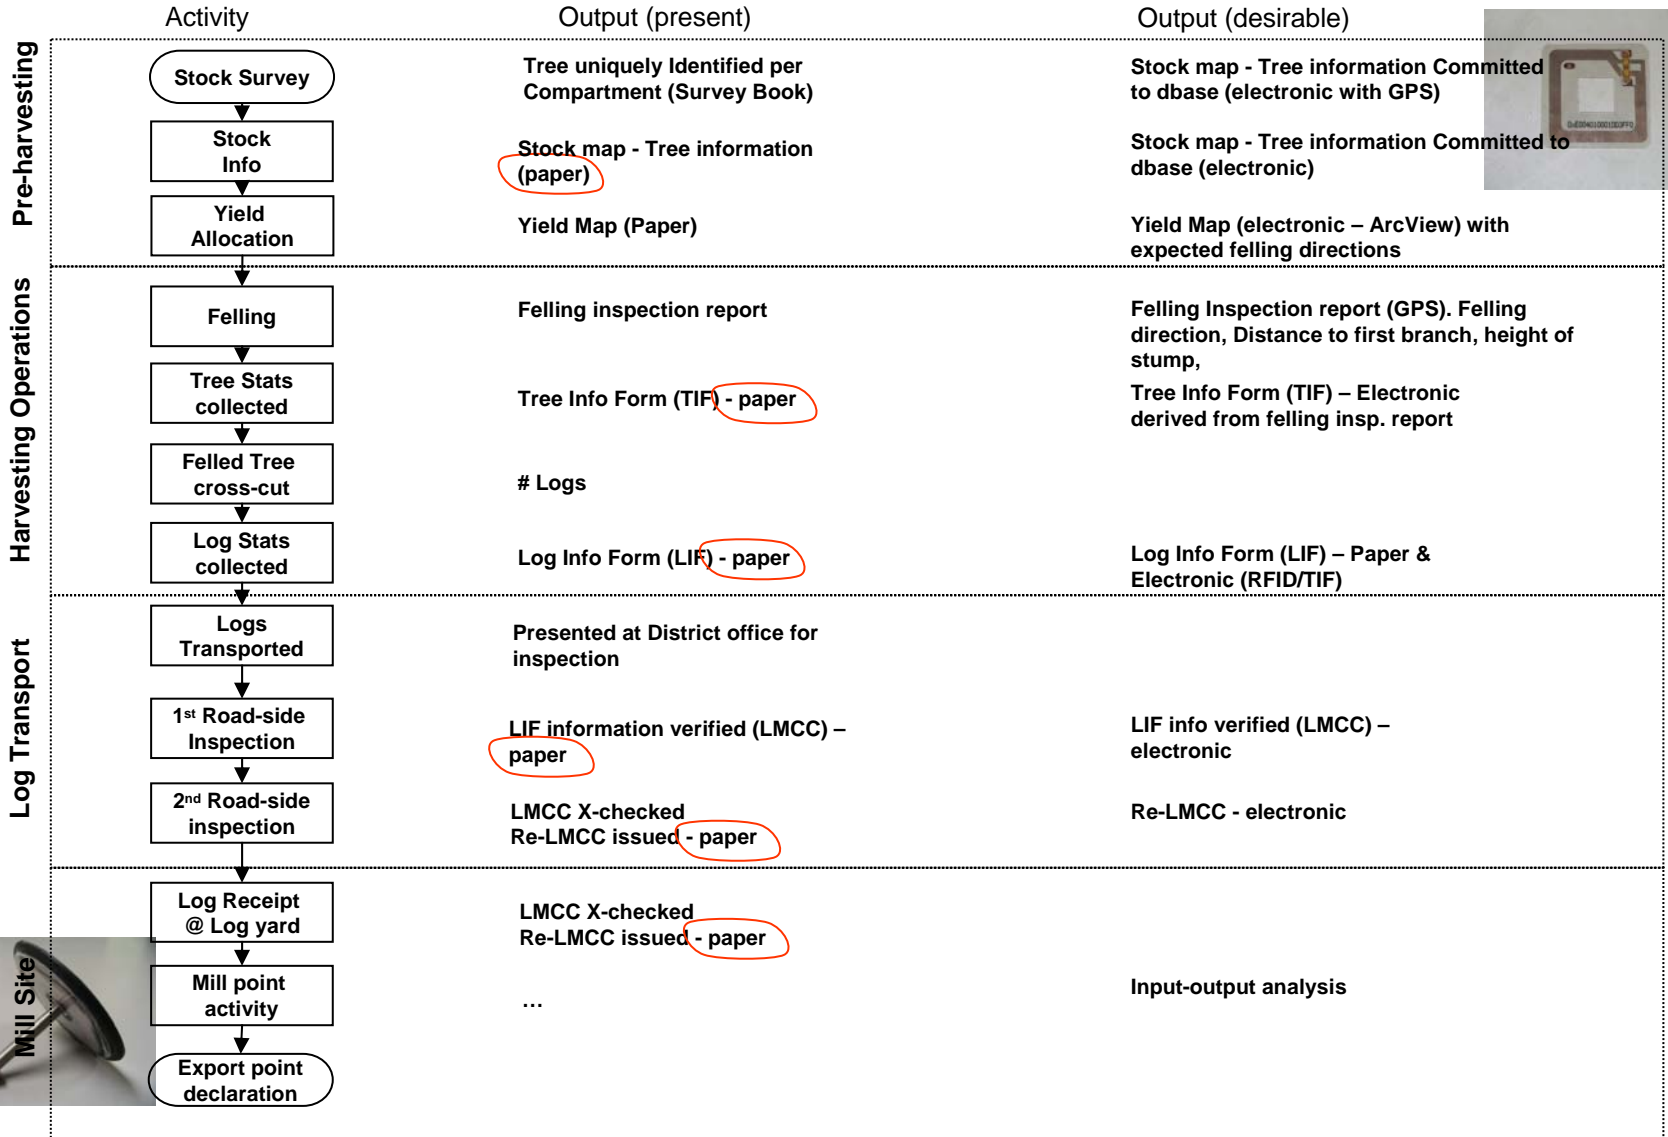 Activity
Output (present)
Output (desirable)
Pre-harvesting
Stock Survey
Tree uniquely Identified per
Compartment (Survey Book)
Stock map - Tree information Committed
to dbase (electronic with GPS)
Stock
Info
Stock map - Tree information
(paper)
Stock map - Tree information Committed to
dbase (electronic)
Yield
Allocation
Yield Map (Paper)
Yield Map (electronic – ArcView) with
expected felling directions
Harvesting Operations
Felling
Felling inspection report
Felling Inspection report (GPS). Felling
direction, Distance to first branch, height of
stump,
Tree Stats
collected
Tree Info Form (TIF) - paper
Tree Info Form (TIF) – Electronic
derived from felling insp. report
Felled Tree
cross-cut
# Logs
Log Stats
collected
Log Info Form (LIF) - paper
Log Info Form (LIF) – Paper &
Electronic (RFID/TIF)
Log Transport
Logs
Transported
Presented at District office for
inspection
1st Road-side
Inspection
LIF information verified (LMCC) –
paper
LIF info verified (LMCC) –
electronic
2nd Road-side
inspection
LMCC X-checked
Re-LMCC issued - paper
Re-LMCC - electronic
Mill Site
Log Receipt
@ Log yard
LMCC X-checked
Re-LMCC issued - paper
Mill point
activity
…
Input-output analysis
Export point
declaration